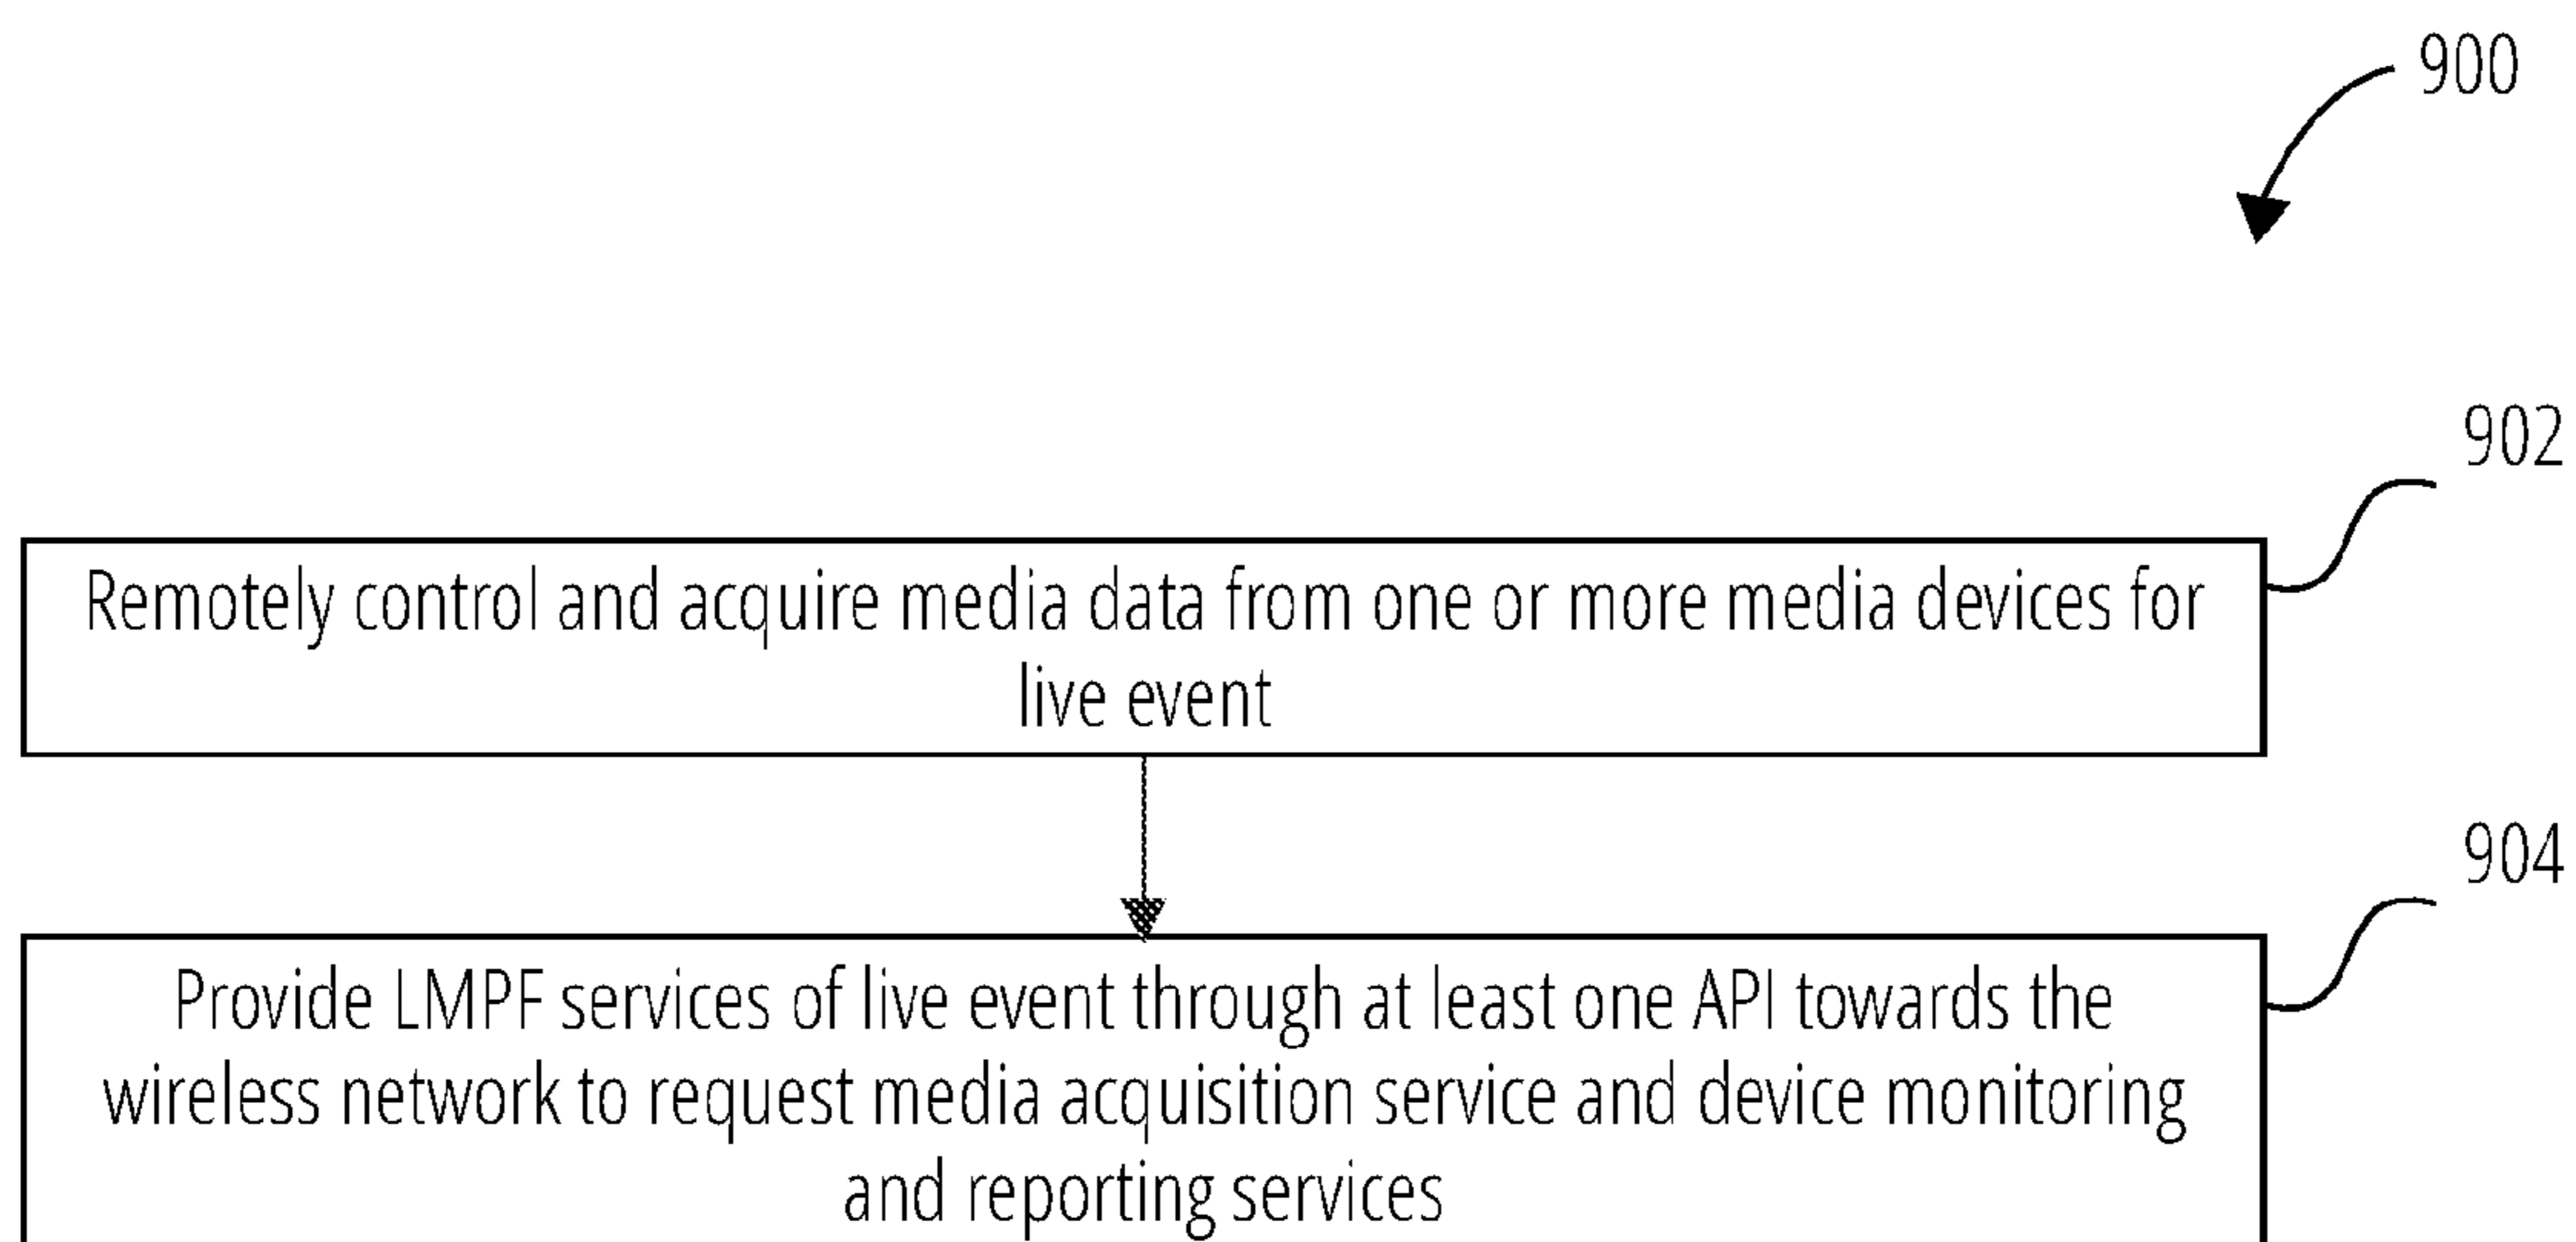 900
902
Remotely control and acquire media data from one or more media devices for
live event
904
Provide LMPF services of live event through at least one API towards the
wireless network to request media acquisition service and device monitoring
and reporting services